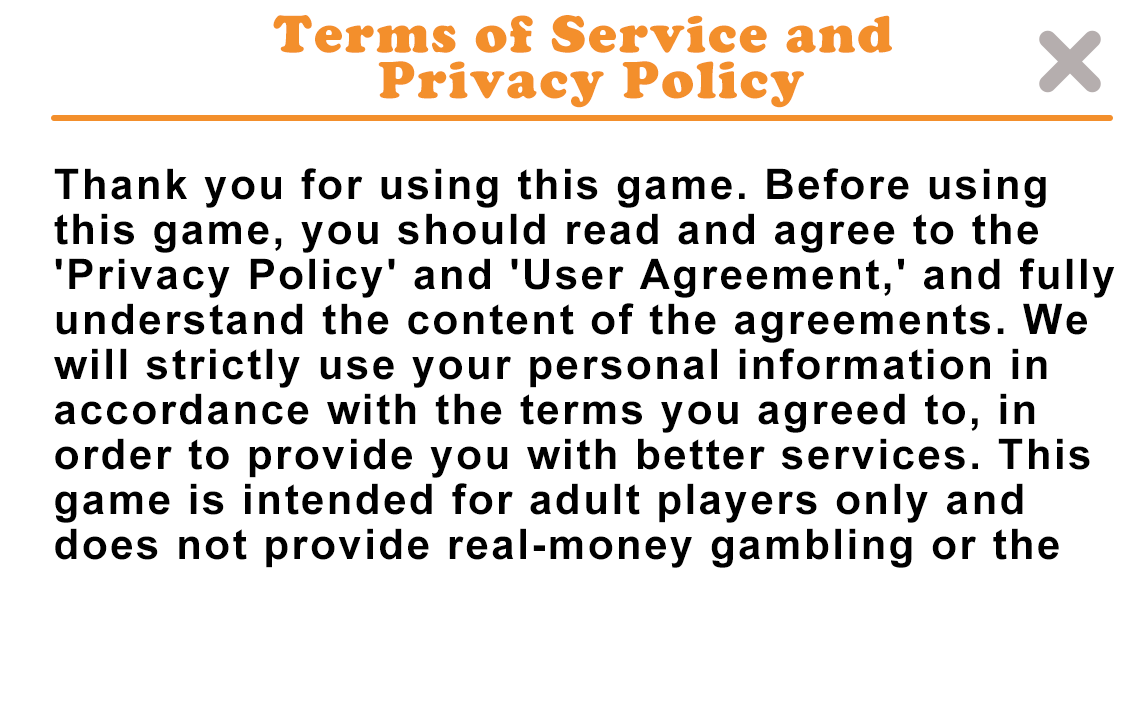 Terms of Service and
Privacy Policy
Thank you for using this game. Before using
this game, you should read and agree to the
'Privacy Policy' and 'User Agreement,' and fully
understand the content of the agreements. We
will strictly use your personal information in
accordance with the terms you agreed to, in
order to provide you with better services. This
game is intended for adult players only and
does not provide real-money gambling or the